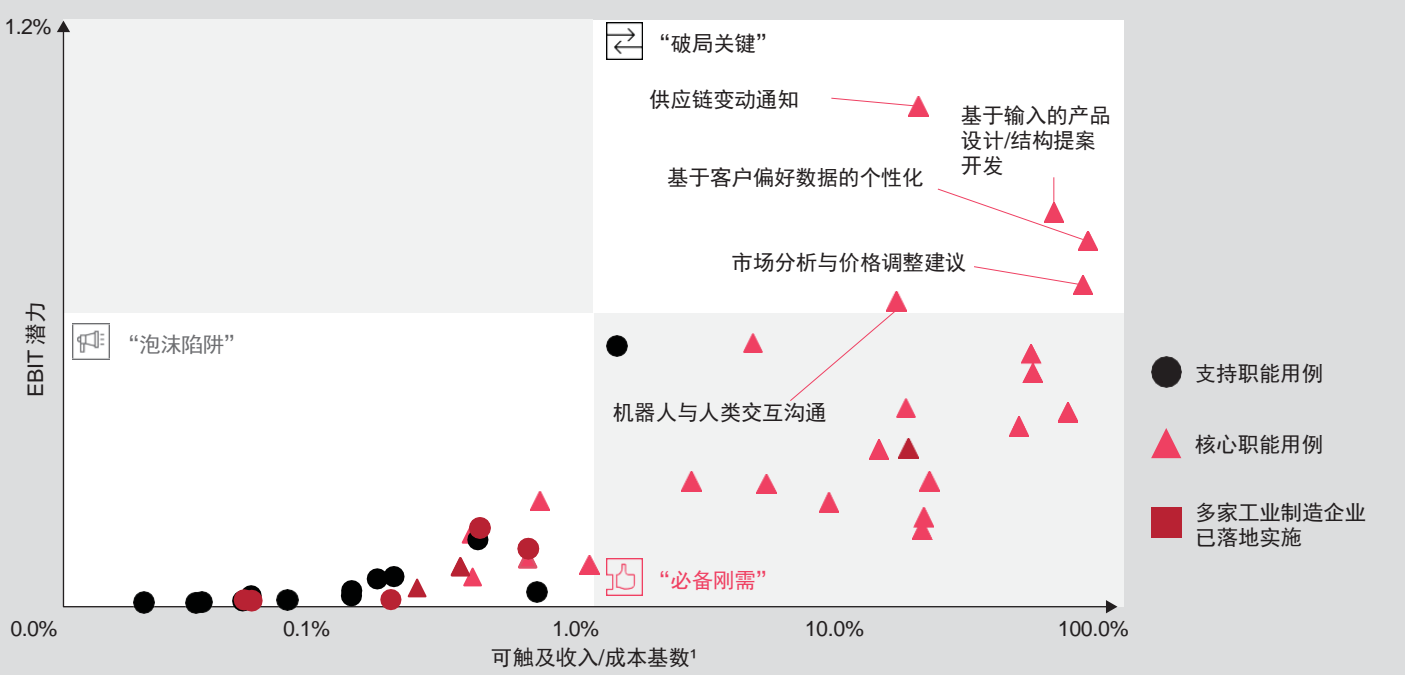 1.2%
“破局关键”
供应链变动通知
基于输入的产品
设计/结构提案
开发
基于客户偏好数据的个性化
市场分析与价格调整建议
EBIT 潜力
“泡沫陷阱”
机器人与人类交互沟通
支持职能用例
核心职能用例
多家工业制造企业
已落地实施
“必备刚需”
0.0%
0.1%
1.0%
10.0%
100.0%
可触及收入/成本基数¹